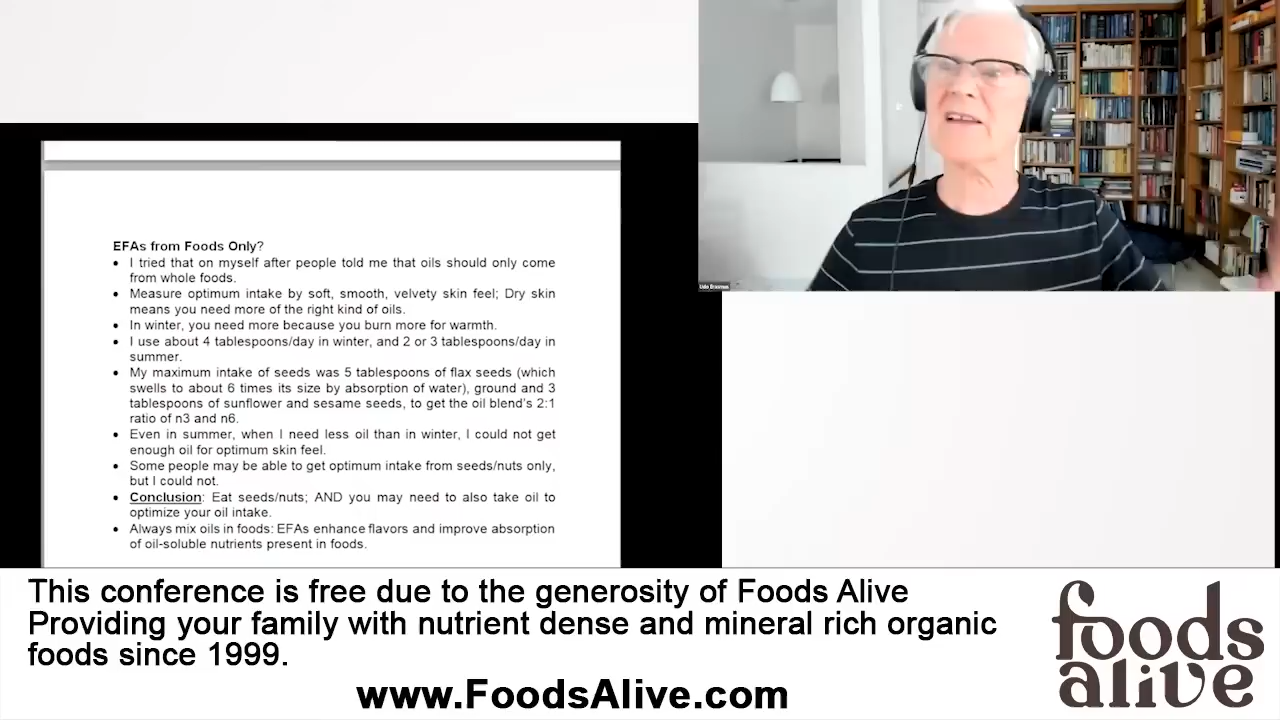 EFAs from Foods Only?
• I tried that on myself after people told me that oils should only come
from whole foods.
• Measure optimum intake by soft, smooth, velvety skin feel; Dry skin
means you need more of the right kind of oils.
• In winter, you need more because you burn more for warmth.
• I use about 4 tablespoons/day in winter, and 2 or 3 tablespoons/day in
summer.
• My maximum intake of seeds was 5 tablespoons of flax seeds (which
swells to about 6 times its size by absorption of water), ground and 3
tablespoons of sunflower and sesame seeds, to get the oil blend's 2:1
ratio of n3 and n6.
• Even in summer, when I need less oil than in winter, I could not get
enough oil for optimum skin feel.
• Some people may be able to get optimum intake from seeds/nuts only,
but I could not.
• Conclusion: Eat seeds/nuts; AND you may need to also take oil to
optimize your oil intake.
• Always mix oils in foods: EFAs enhance flavors and improve absorption
of oil-soluble nutrients present in foods.
Udo Erasmus
This conference is free due to the generosity of Foods Alive
Providing your family with nutrient dense and mineral rich organic
foods since 1999.
www.FoodsAlive.com
foods
alive